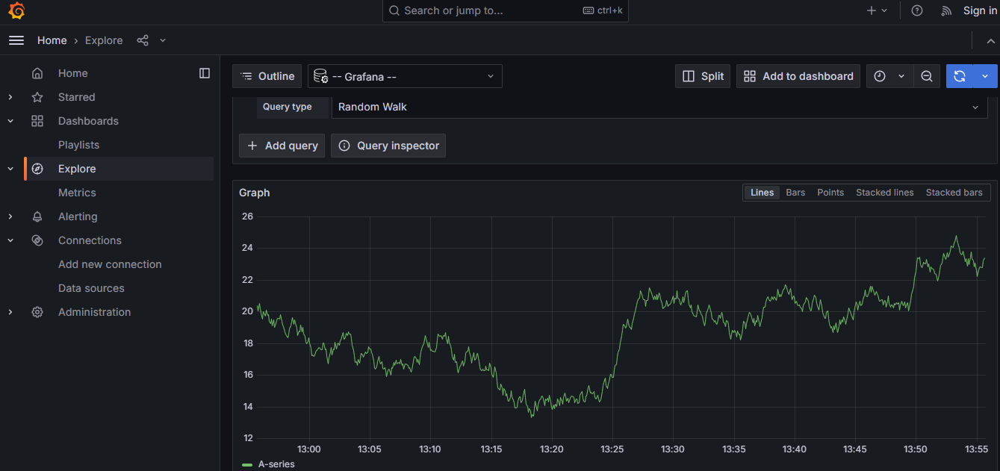 Search or jump to... ctrl+k
Sign in
Home › Explore
Home
Starred
Dashboards
Playlists
Explore
Metrics
Alerting
Connections
Add new connection
Data sources
Administration
Outline -- Grafana -- Split Add to dashboard
Query type Random Walk
+ Add query Query inspector
Graph Lines Bars Points Stacked lines Stacked bars
26
24
22
20
18
16
14
12
13:00 13:05 13:10 13:15 13:20 13:25 13:30 13:35 13:40 13:45 13:50 13:55
A-series